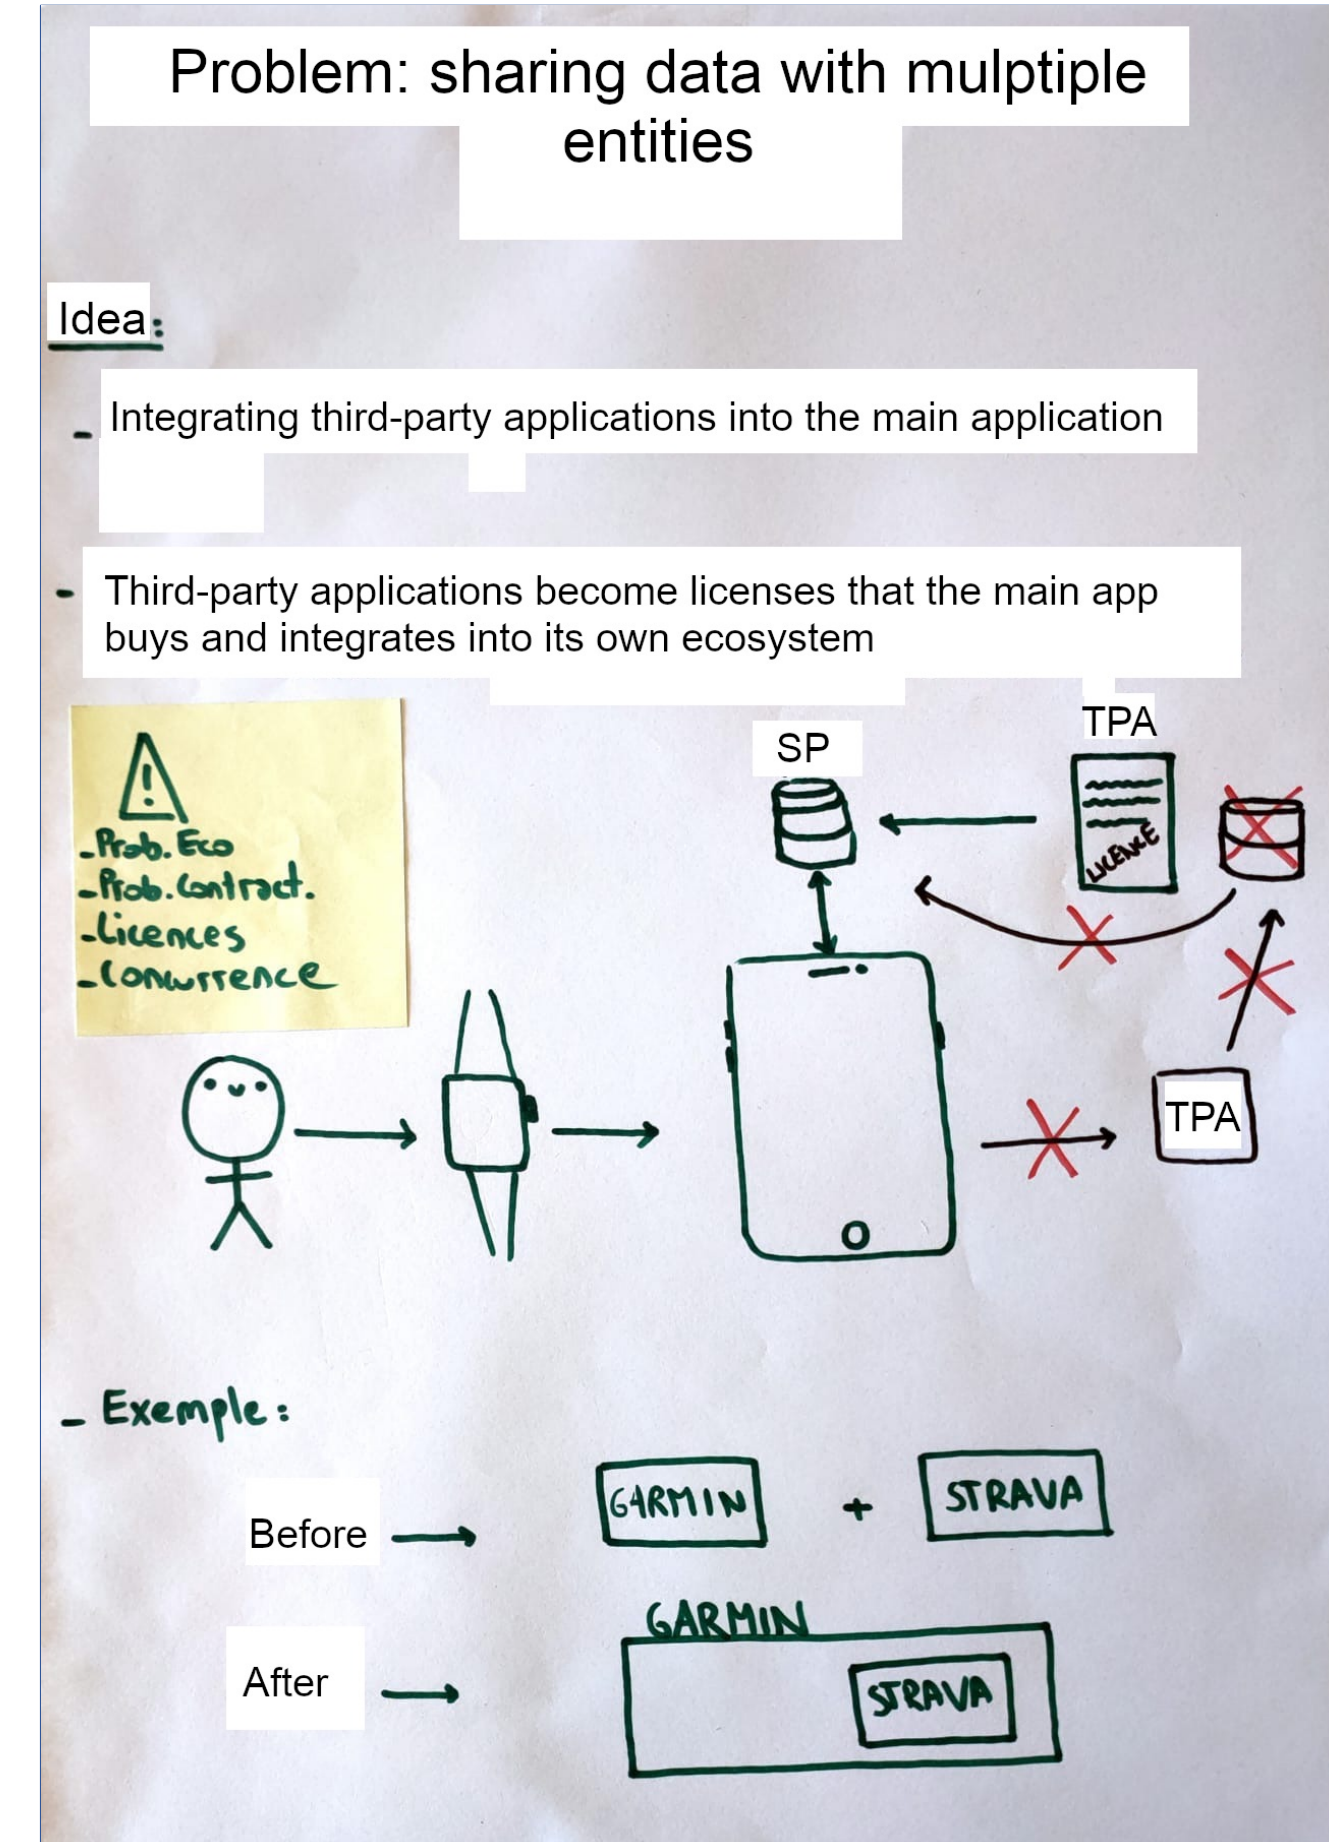 Problem: sharing data with mulptiple
entities
Idea:
- Integrating third-party applications into the main application
- Third-party applications become licenses that the main app
buys and integrates into its own ecosystem
- Prob. Eco
- Prob. Contract.
- Licences
- Concurrence
SP
TPA
LICENCE
TPA
- Exemple:
Before
GARMIN + STRAVA
After
GARMIN
STRAVA